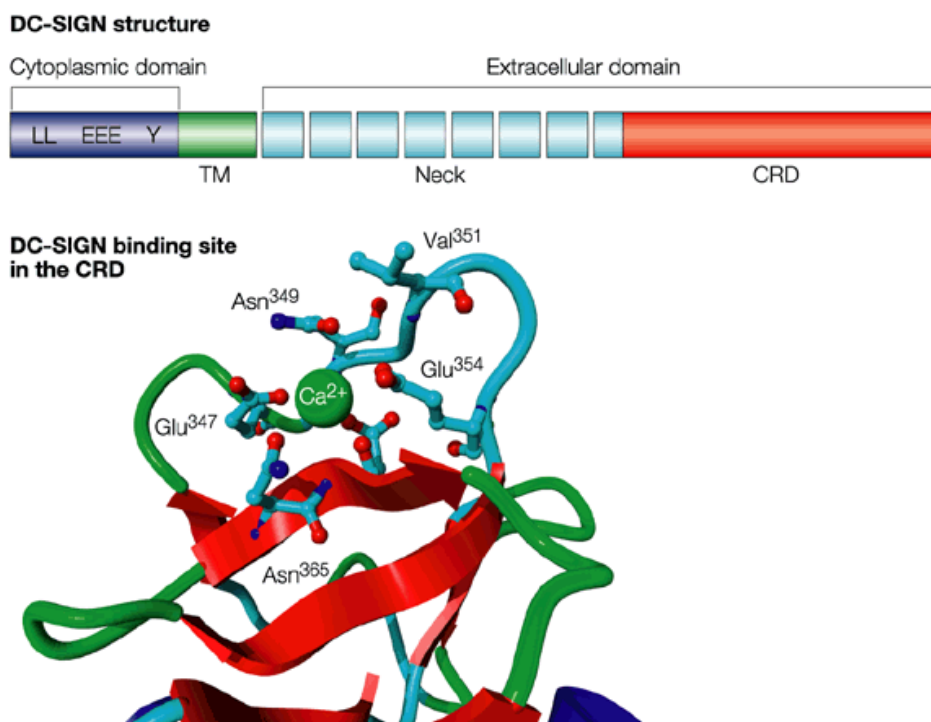 DC-SIGN structure
Cytoplasmic domain
Extracellular domain
LL EEE Y
TM
Neck
CRD
DC-SIGN binding site
in the CRD
Val351
Asn349
Glu354
Ca2+
Glu347
Asn365